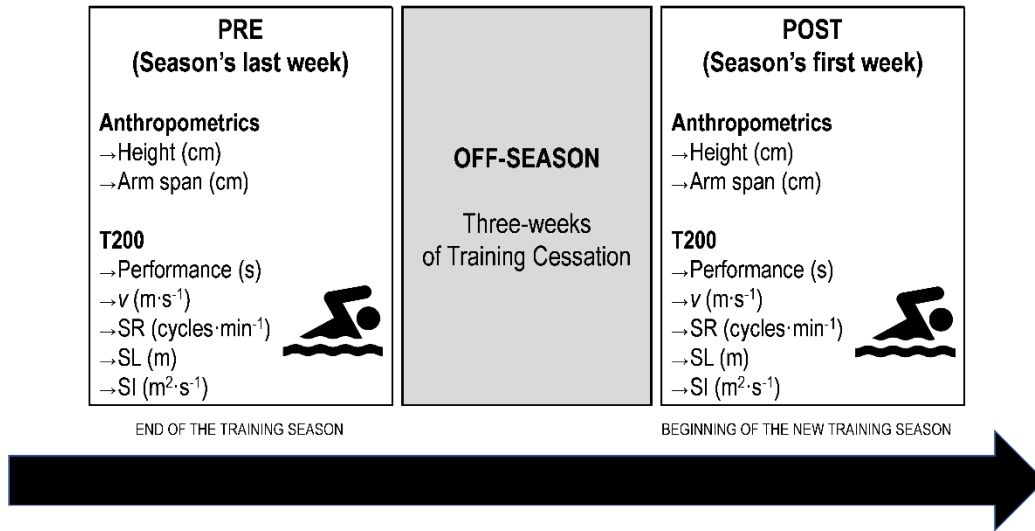 PRE
(Season's last week)
Anthropometrics
→Height (cm)
→Arm span (cm)
T200
→Performance (s)
→v (m·s⁻¹)
→SR (cycles·min⁻¹)
→SL (m)
→SI (m²·s⁻¹)
END OF THE TRAINING SEASON
OFF-SEASON
Three-weeks
of Training Cessation
POST
(Season's first week)
Anthropometrics
→Height (cm)
→Arm span (cm)
T200
→Performance (s)
→v (m·s⁻¹)
→SR (cycles·min⁻¹)
→SL (m)
→SI (m²·s⁻¹)
BEGINNING OF THE NEW TRAINING SEASON